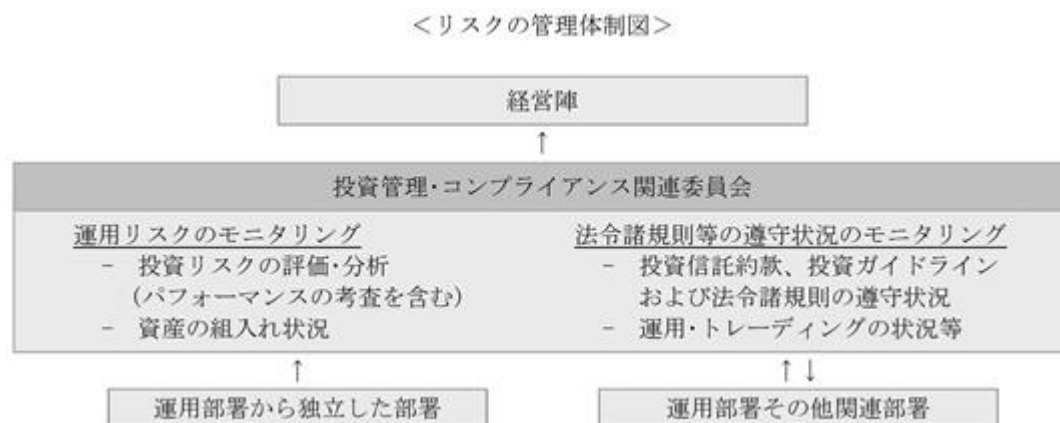 ＜リスクの管理体制図＞
経営陣
↑
投資管理･コンプライアンス関連委員会
運用リスクのモニタリング
− 投資リスクの評価･分析
(パフォーマンスの考査を含む)
− 資産の組入れ状況
法令諸規則等の遵守状況のモニタリング
− 投資信託約款、投資ガイドライン
および法令諸規則の遵守状況
− 運用･トレーディングの状況等
↑
↑↓
運用部署から独立した部署
運用部署その他関連部署